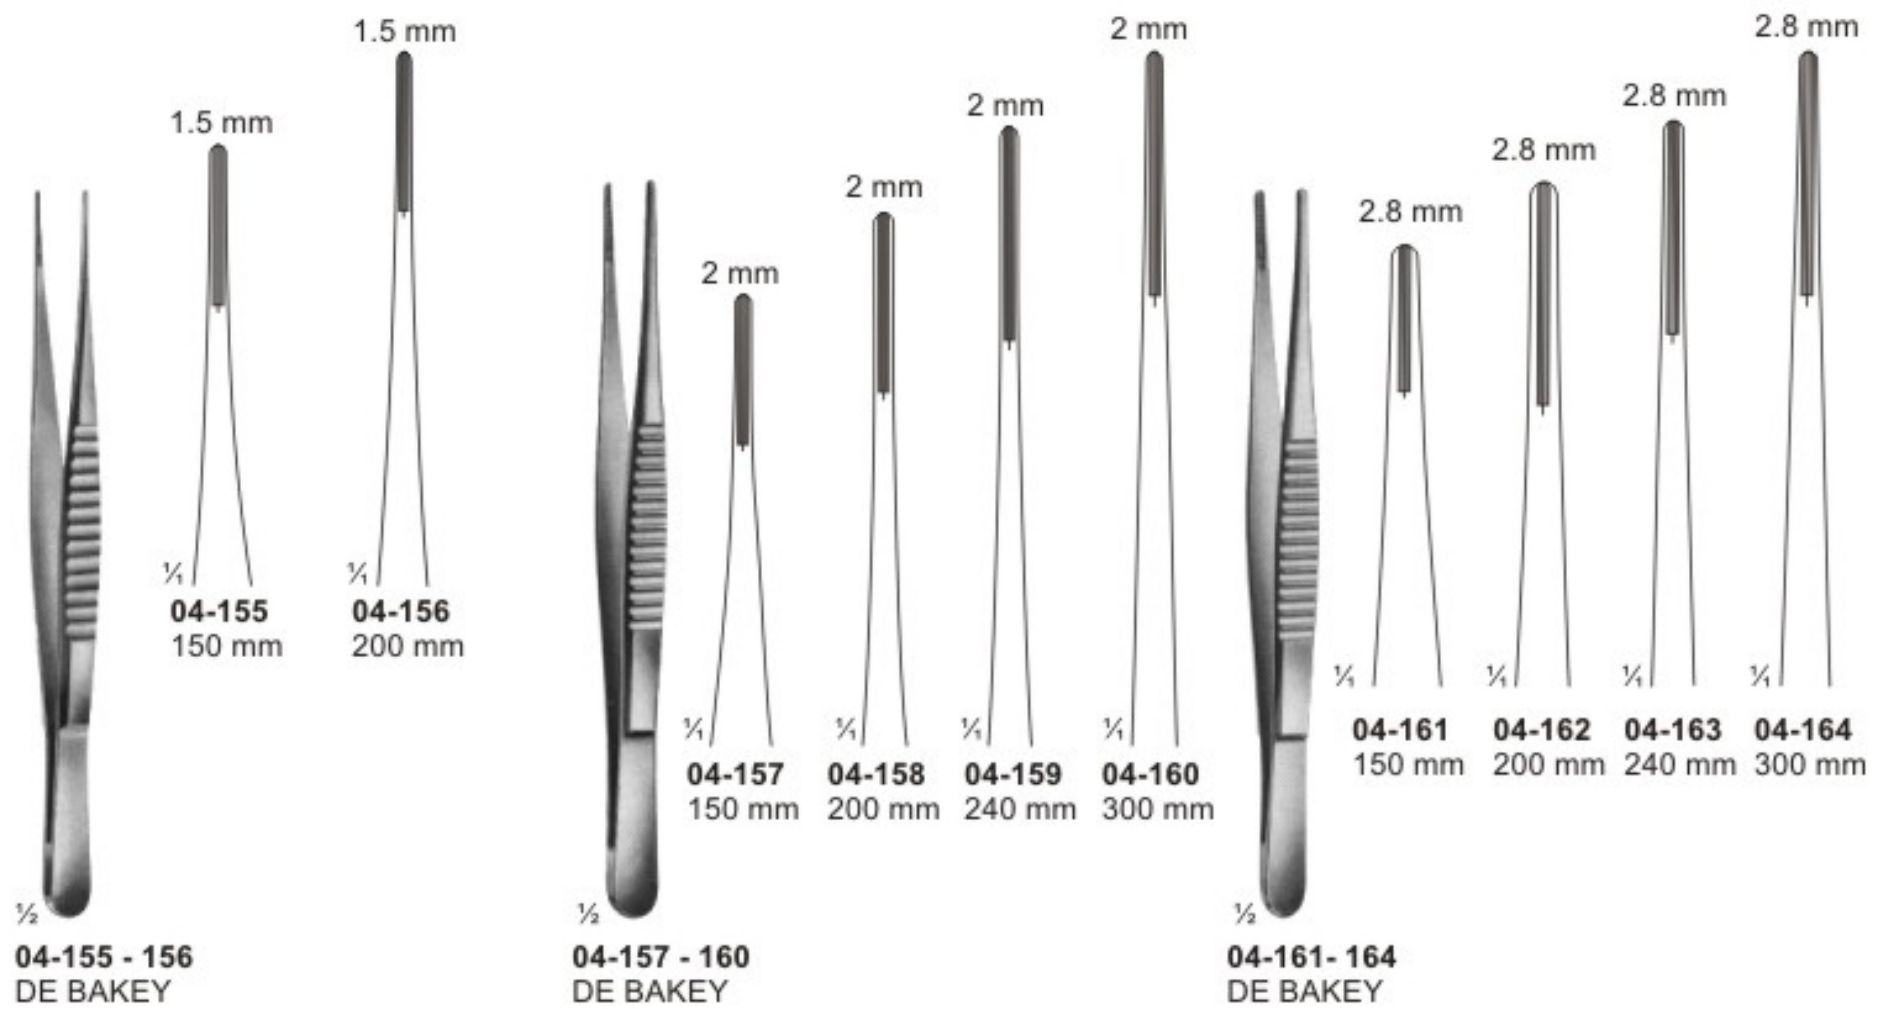 1.5 mm
⅟₁
04-155
150 mm
1.5 mm
⅟₁
04-156
200 mm
½
04-155 - 156
DE BAKEY
2 mm
⅟₁
04-157
150 mm
2 mm
⅟₁
04-158
200 mm
2 mm
⅟₁
04-159
240 mm
2 mm
⅟₁
04-160
300 mm
½
04-157 - 160
DE BAKEY
2.8 mm
⅟₁
04-161
150 mm
2.8 mm
⅟₁
04-162
200 mm
2.8 mm
⅟₁
04-163
240 mm
2.8 mm
⅟₁
04-164
300 mm
½
04-161- 164
DE BAKEY